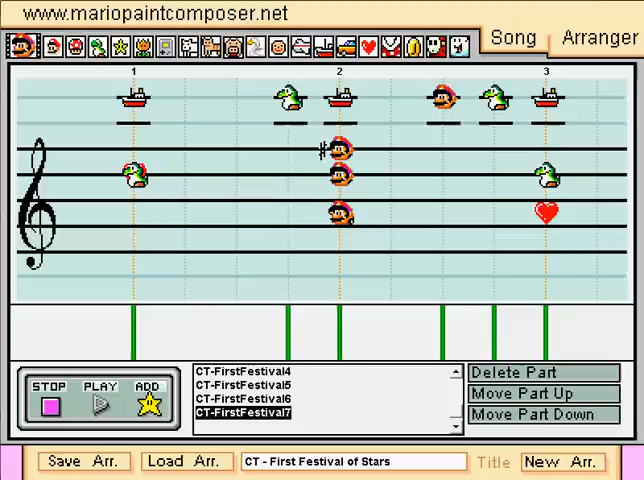 www.mariopaintcomposer.net
Song
Arranger
1 2 3
STOP PLAY ADD
CT-FirstFestival4
CT-FirstFestival5
CT-FirstFestival6
CT-FirstFestival7
Delete Part
Move Part Up
Move Part Down
Save Arr. Load Arr. CT - First Festival of Stars Title New Arr.